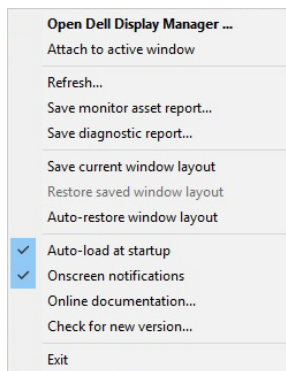 Open Dell Display Manager ...
Attach to active window
Refresh...
Save monitor asset report...
Save diagnostic report...
Save current window layout
Restore saved window layout
Auto-restore window layout
Auto-load at startup
Onscreen notifications
Online documentation...
Check for new version...
Exit